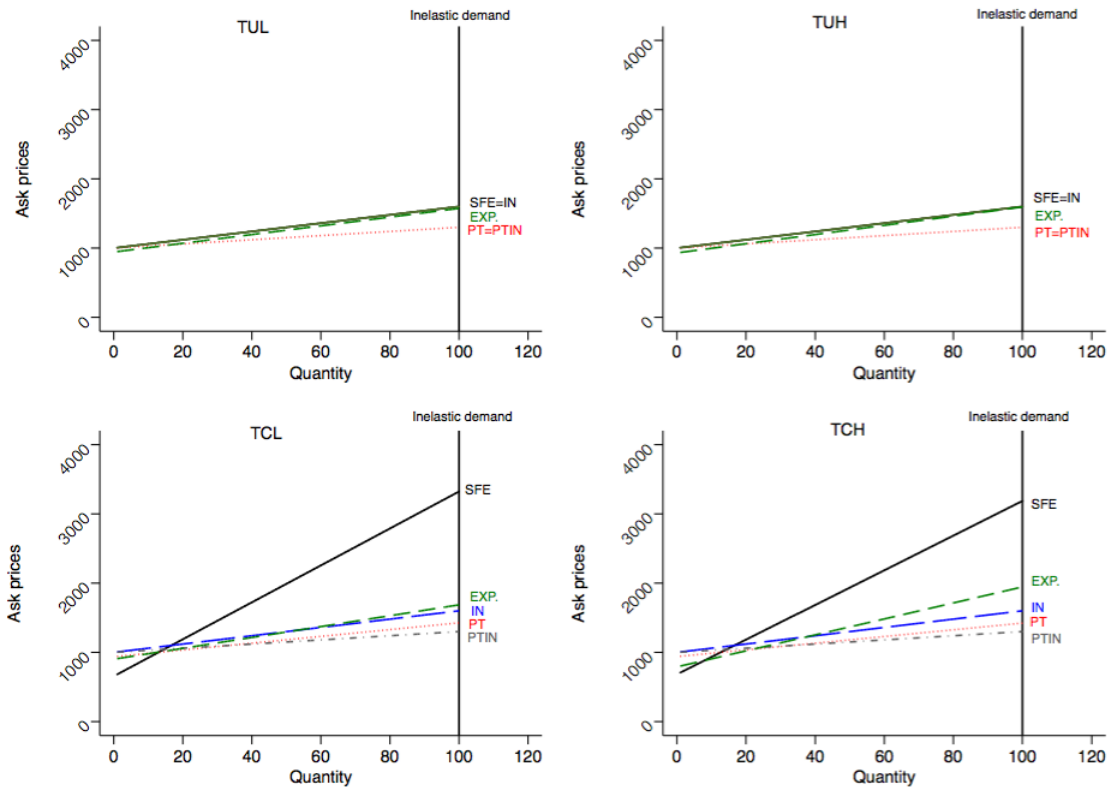 Inelastic demand
TUL
4000
3000
2000
1000
0
Ask prices
SFE=IN
EXP.
PT=PTIN
0 20 40 60 80 100 120
Quantity
Inelastic demand
TUH
4000
3000
2000
1000
0
Ask prices
SFE=IN
EXP.
PT=PTIN
0 20 40 60 80 100 120
Quantity
Inelastic demand
TCL
4000
3000
2000
1000
0
Ask prices
SFE
EXP.
IN
PT
PTIN
0 20 40 60 80 100 120
Quantity
Inelastic demand
TCH
4000
3000
2000
1000
0
Ask prices
SFE
EXP.
IN
PT
PTIN
0 20 40 60 80 100 120
Quantity